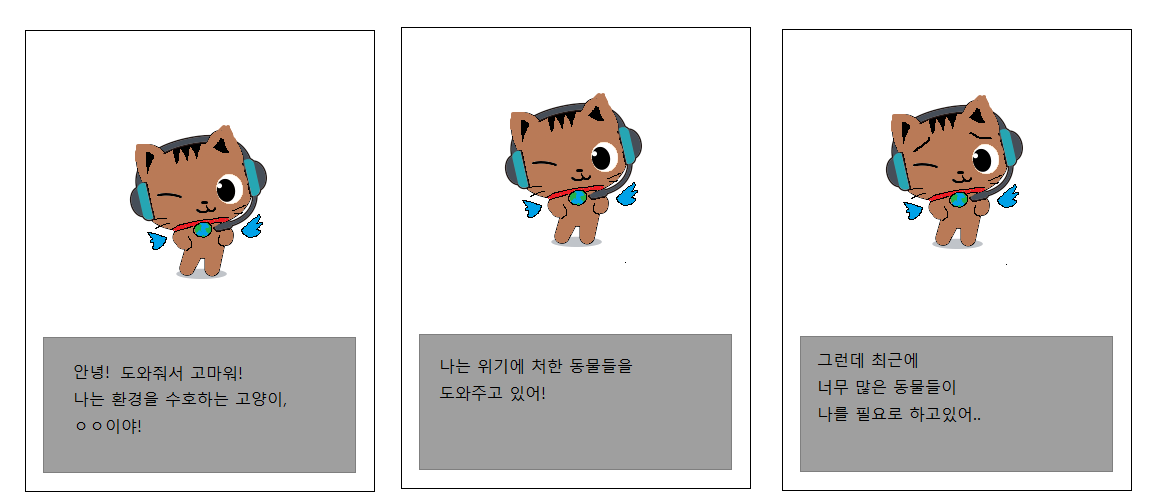 안녕! 도와줘서 고마워!
나는 환경을 수호하는 고양이,
ㅇㅇ이야!
나는 위기에 처한 동물들을
도와주고 있어!
그런데 최근에
너무 많은 동물들이
나를 필요로 하고있어..